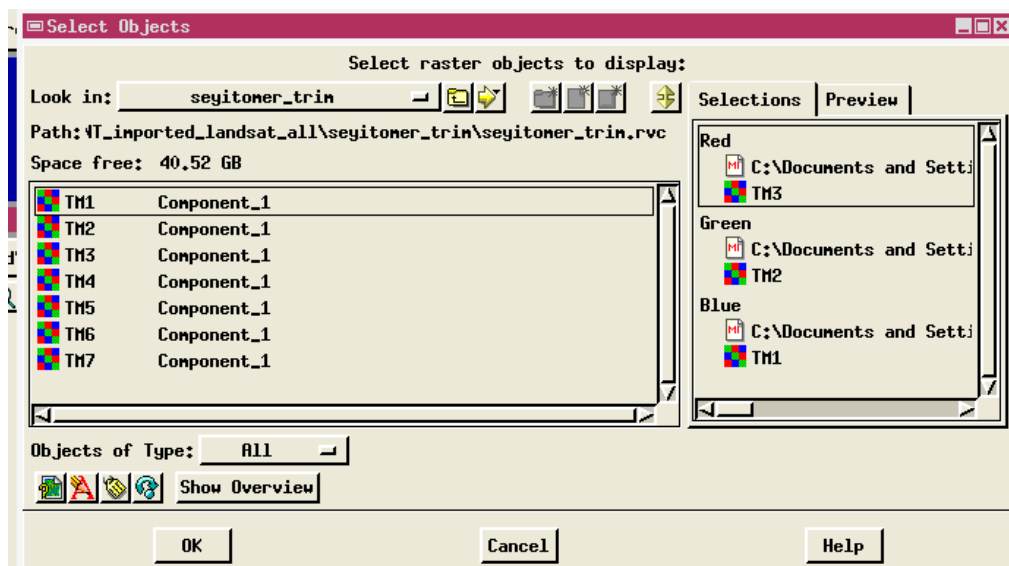 Select Objects
Select raster objects to display:
Look in: seyitomer_trim
Path: NT_imported_landsat_all\seyitomer_trim\seyitomer_trim.rvc
Space free: 40.52 GB
TM1 Component_1
TM2 Component_1
TM3 Component_1
TM4 Component_1
TM5 Component_1
TM6 Component_1
TM7 Component_1
Objects of Type: All
Show Overview
Selections Preview
Red
C:\Documents and Setti
TM3
Green
C:\Documents and Setti
TM2
Blue
C:\Documents and Setti
TM1
OK Cancel Help